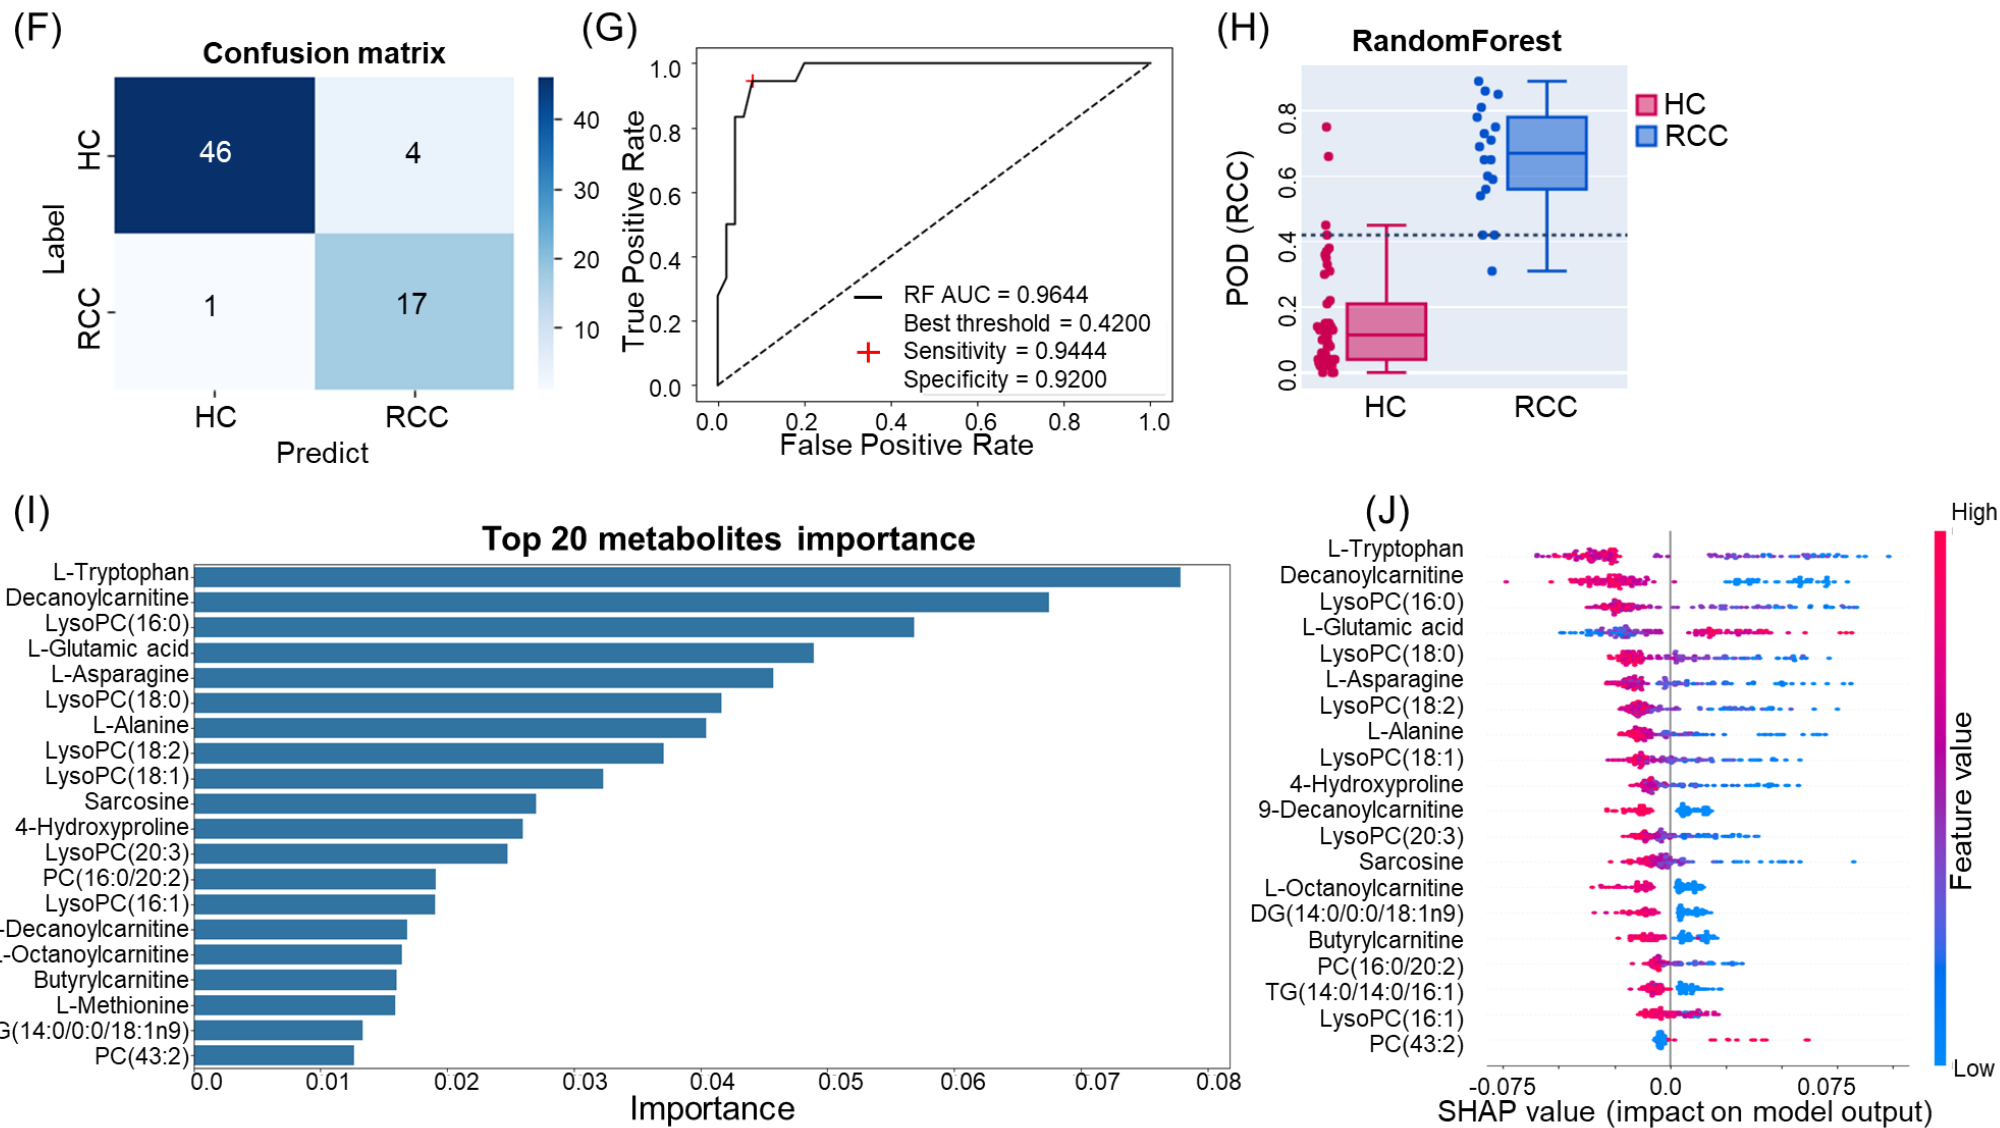 (F)
Confusion matrix
46
4
1
17
HC
RCC
Label
HC
RCC
Predict
40
30
20
10
(G)
1.0
0.8
0.6
0.4
0.2
0.0
True Positive Rate
RF AUC = 0.9644
Best threshold = 0.4200
Sensitivity = 0.9444
Specificity = 0.9200
0.0 0.2 0.4 0.6 0.8 1.0
False Positive Rate
(H)
RandomForest
HC
RCC
POD (RCC)
0.8
0.6
0.4
0.2
0.0
HC RCC
(I)
Top 20 metabolites importance
L-Tryptophan
Decanoylcarnitine
LysoPC(16:0)
L-Glutamic acid
L-Asparagine
LysoPC(18:0)
L-Alanine
LysoPC(18:2)
LysoPC(18:1)
Sarcosine
4-Hydroxyproline
LysoPC(20:3)
PC(16:0/20:2)
LysoPC(16:1)
-Decanoylcarnitine
-Octanoylcarnitine
Butyrylcarnitine
L-Methionine
G(14:0/0:0/18:1n9)
PC(43:2)
0.0 0.01 0.02 0.03 0.04 0.05 0.06 0.07 0.08
Importance
(J)
L-Tryptophan
Decanoylcarnitine
LysoPC(16:0)
L-Glutamic acid
LysoPC(18:0)
L-Asparagine
LysoPC(18:2)
L-Alanine
LysoPC(18:1)
4-Hydroxyproline
9-Decanoylcarnitine
LysoPC(20:3)
Sarcosine
L-Octanoylcarnitine
DG(14:0/0:0/18:1n9)
Butyrylcarnitine
PC(16:0/20:2)
TG(14:0/14:0/16:1)
LysoPC(16:1)
PC(43:2)
-0.075 0.0 0.075
SHAP value (impact on model output)
High
Feature value
Low